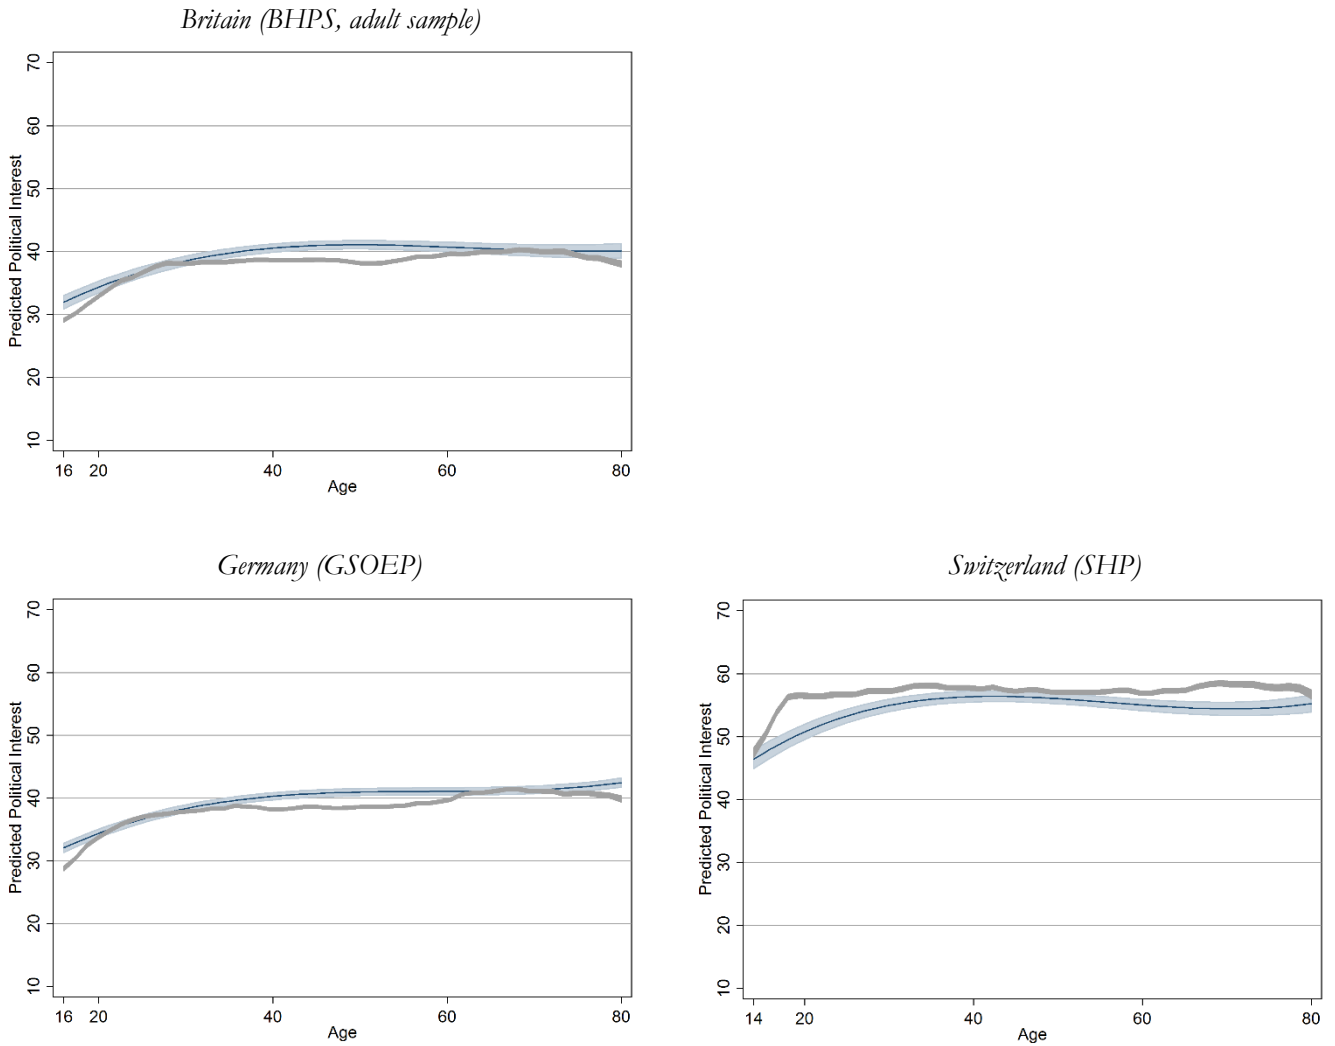 Britain (BHPS, adult sample)
Predicted Political Interest
70
60
50
40
30
20
10
16 20 40 60 80
Age
Germany (GSOEP)
Predicted Political Interest
70
60
50
40
30
20
10
16 20 40 60 80
Age
Switzerland (SHP)
Predicted Political Interest
70
60
50
40
30
20
10
14 20 40 60 80
Age